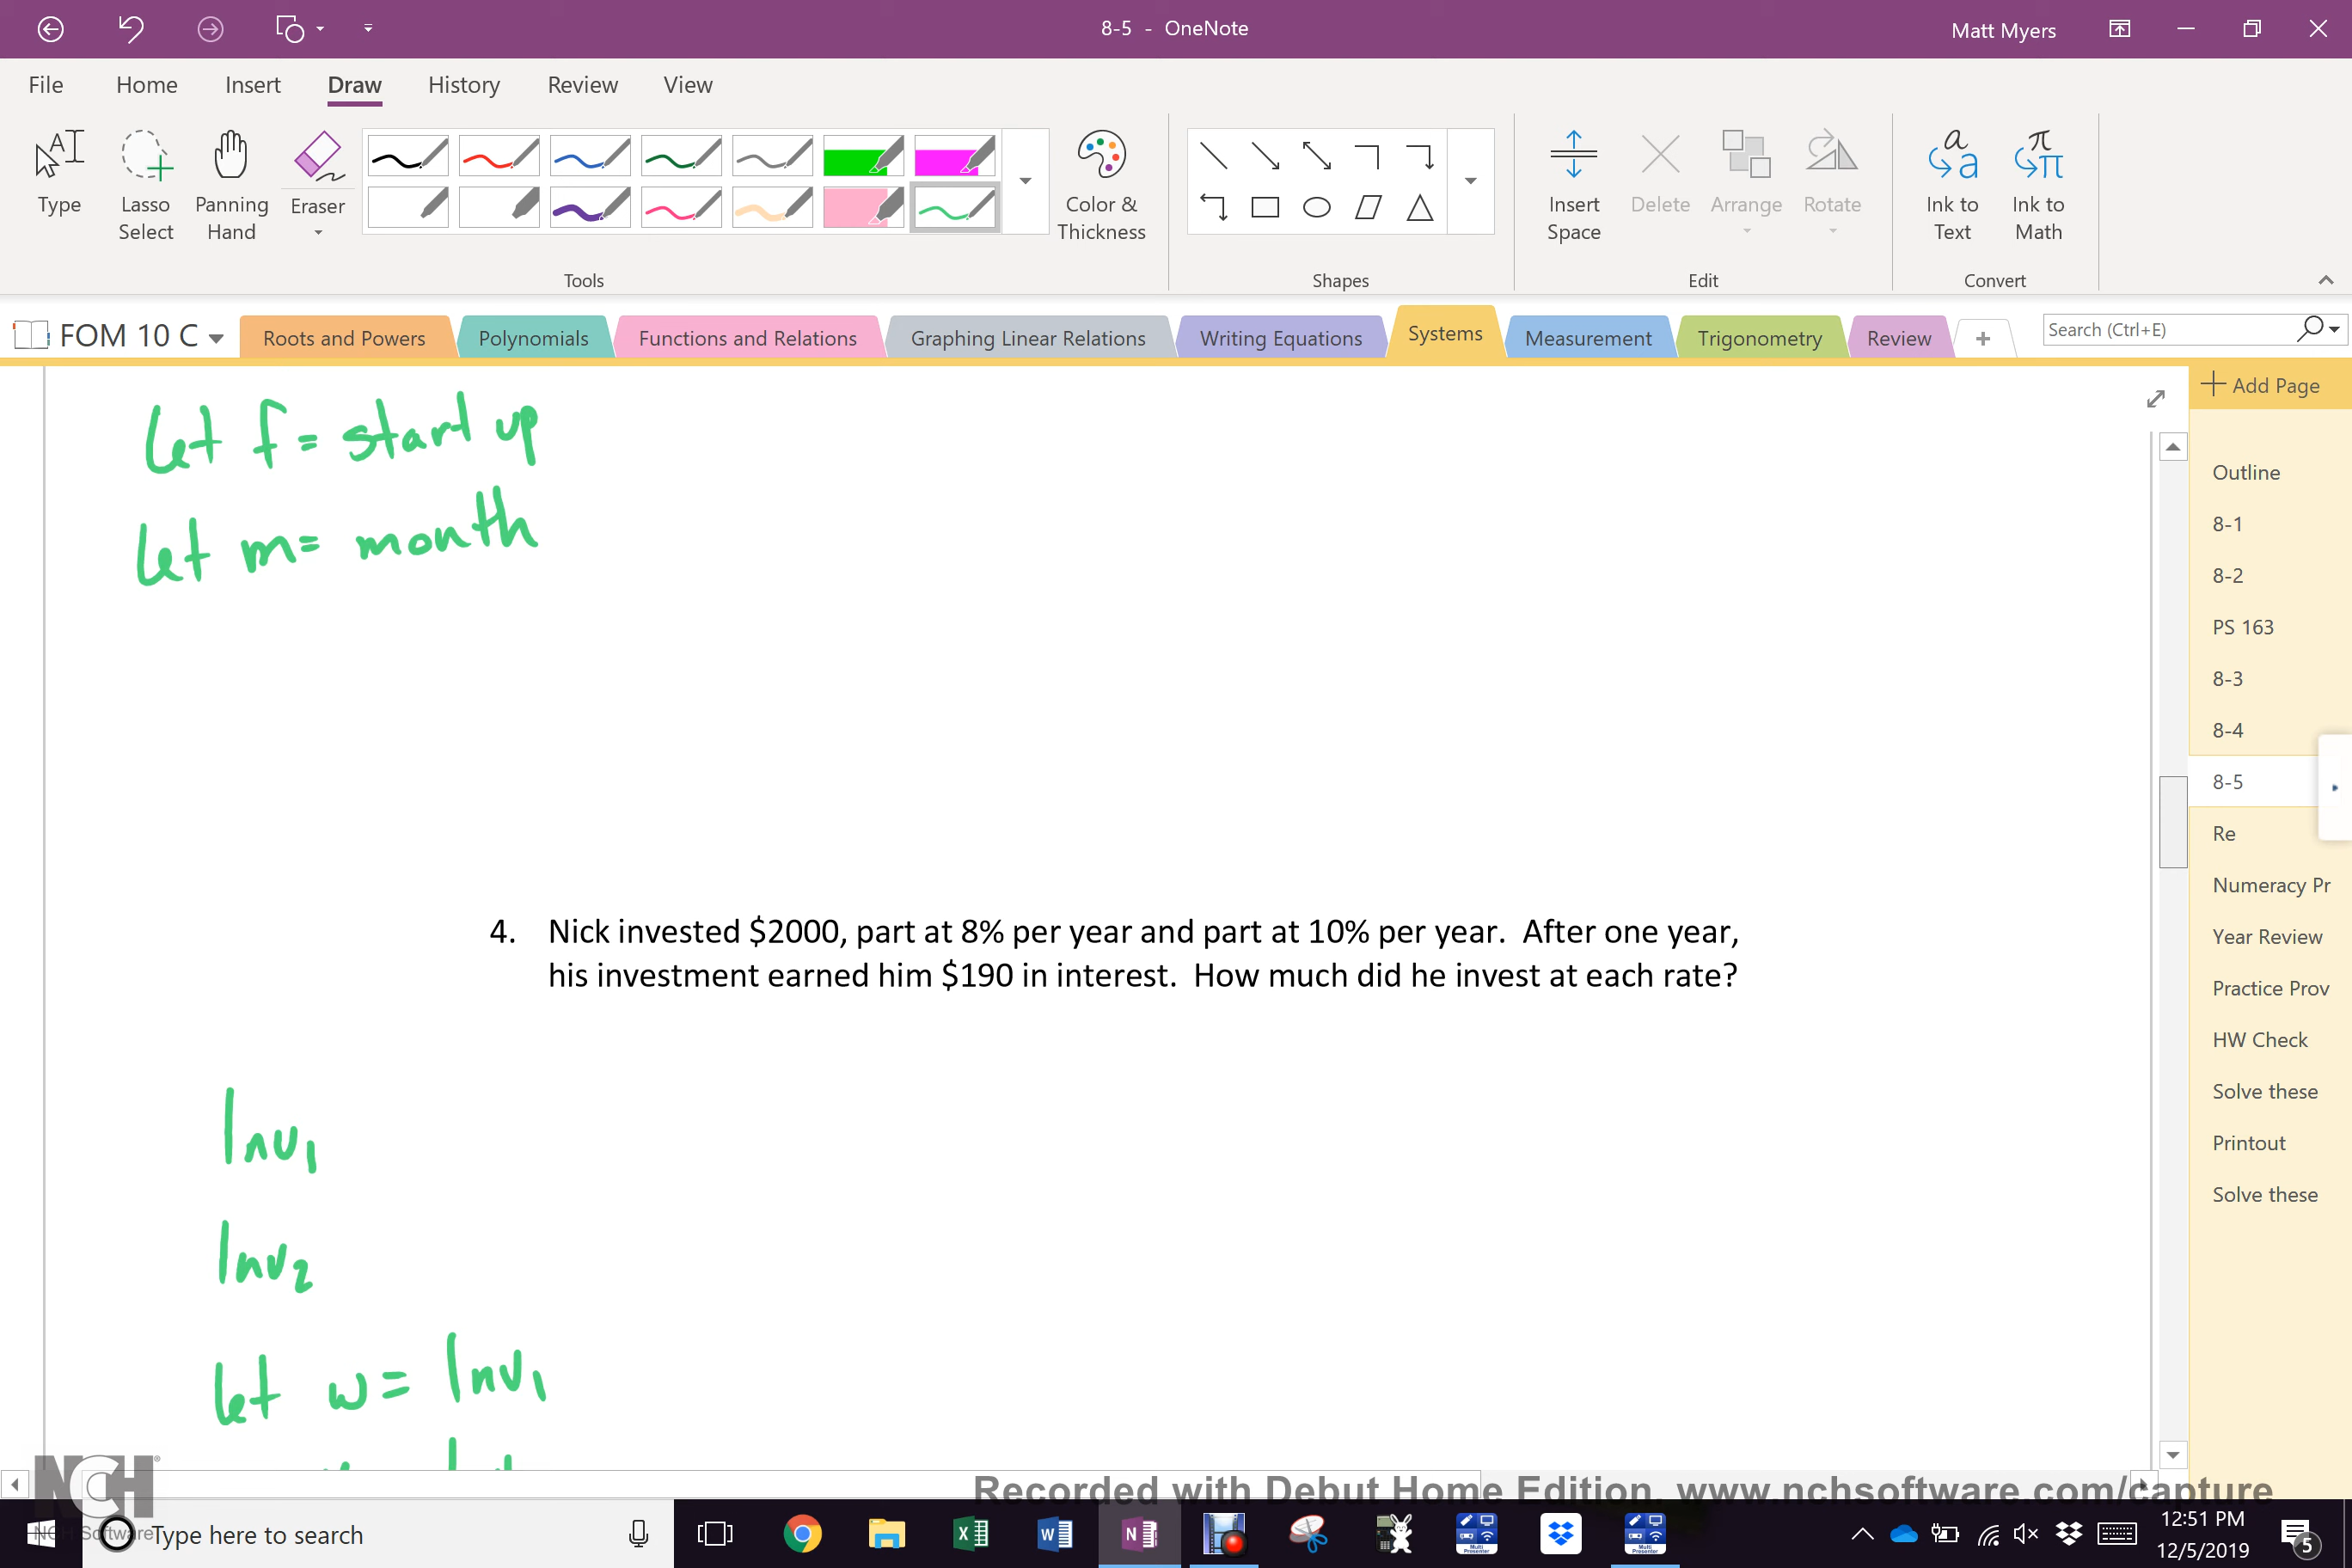 8-5 - OneNote
Matt Myers
File Home Insert Draw History Review View
Type
Lasso Select
Panning Hand
Eraser
Color & Thickness
Insert Space
Delete
Arrange
Rotate
Ink to Text
Ink to Math
Tools
Shapes
Edit
Convert
FOM 10 C
Roots and Powers
Polynomials
Functions and Relations
Graphing Linear Relations
Writing Equations
Systems
Measurement
Trigonometry
Review
Search (Ctrl+E)
Add Page
Outline
8-1
8-2
PS 163
8-3
8-4
8-5
Re
Numeracy Pr
Year Review
Practice Prov
HW Check
Solve these
Printout
Solve these
Let f = start up
Let m = month
4. Nick invested $2000, part at 8% per year and part at 10% per year. After one year,
his investment earned him $190 in interest. How much did he invest at each rate?
Inv1
Inv2
Let w = Inv1
NCH
NCH Software
Recorded with Debut Home Edition. www.nchsoftware.com/capture
Type here to search
12:51 PM
12/5/2019
5